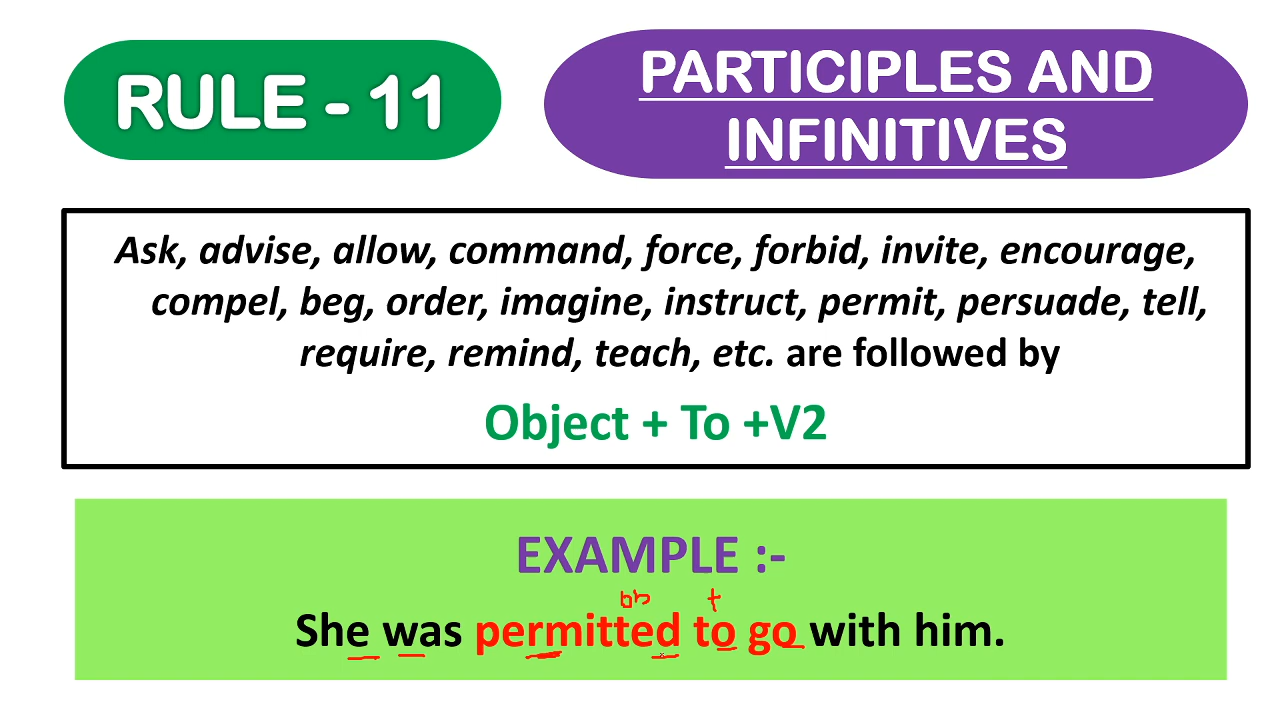 RULE - 11
PARTICIPLES AND
INFINITIVES
Ask, advise, allow, command, force, forbid, invite, encourage,
compel, beg, order, imagine, instruct, permit, persuade, tell,
require, remind, teach, etc. are followed by
Object + To +V2
EXAMPLE :-
She was permitted to go with him.